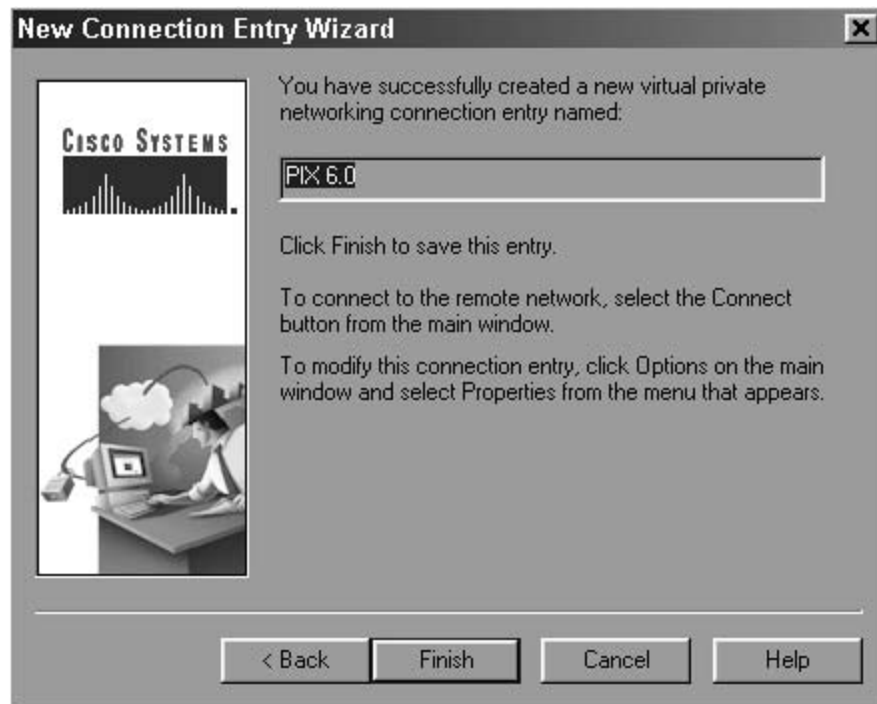 New Connection Entry Wizard
CISCO SYSTEMS
You have successfully created a new virtual private
networking connection entry named:
PIX 6.0
Click Finish to save this entry.
To connect to the remote network, select the Connect
button from the main window.
To modify this connection entry, click Options on the main
window and select Properties from the menu that appears.
< Back
Finish
Cancel
Help